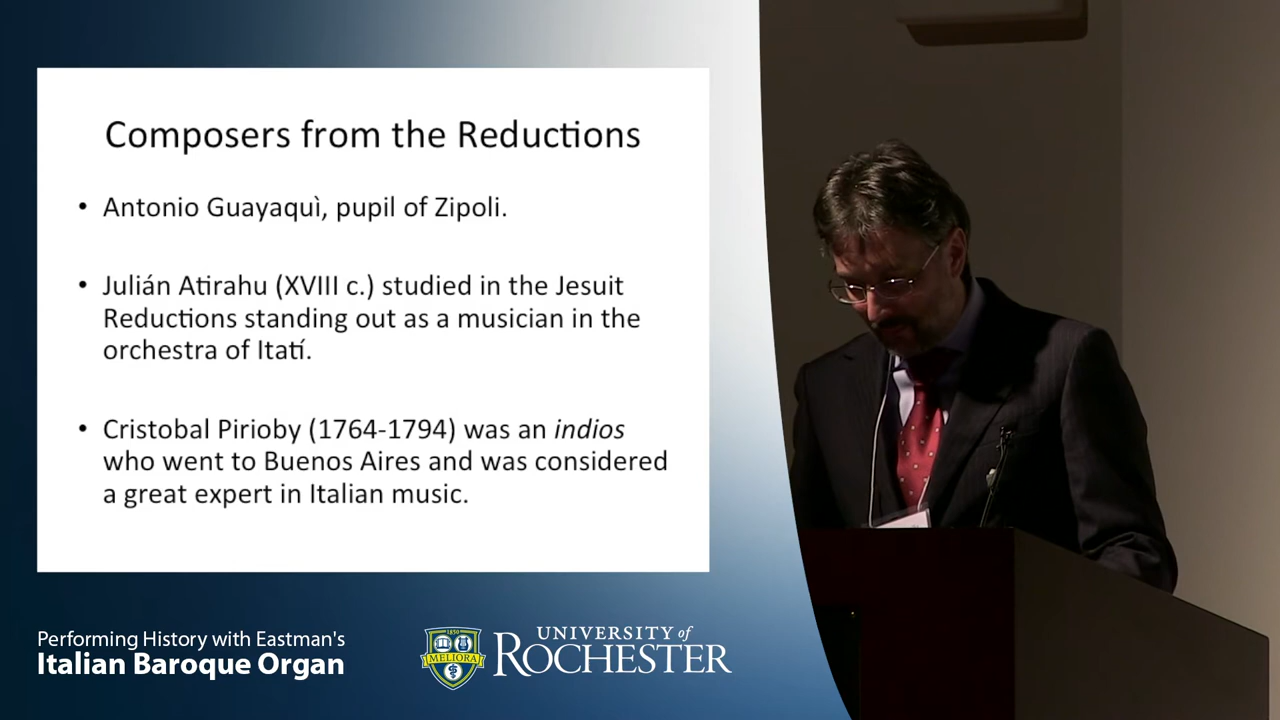 Composers from the Reductions
• Antonio Guayaquì, pupil of Zipoli.
• Julián Atirahu (XVIII c.) studied in the Jesuit
Reductions standing out as a musician in the
orchestra of Itatí.
• Cristobal Pirioby (1764-1794) was an indios
who went to Buenos Aires and was considered
a great expert in Italian music.
Performing History with Eastman's
Italian Baroque Organ
1850
MELIORA
UNIVERSITY of
ROCHESTER